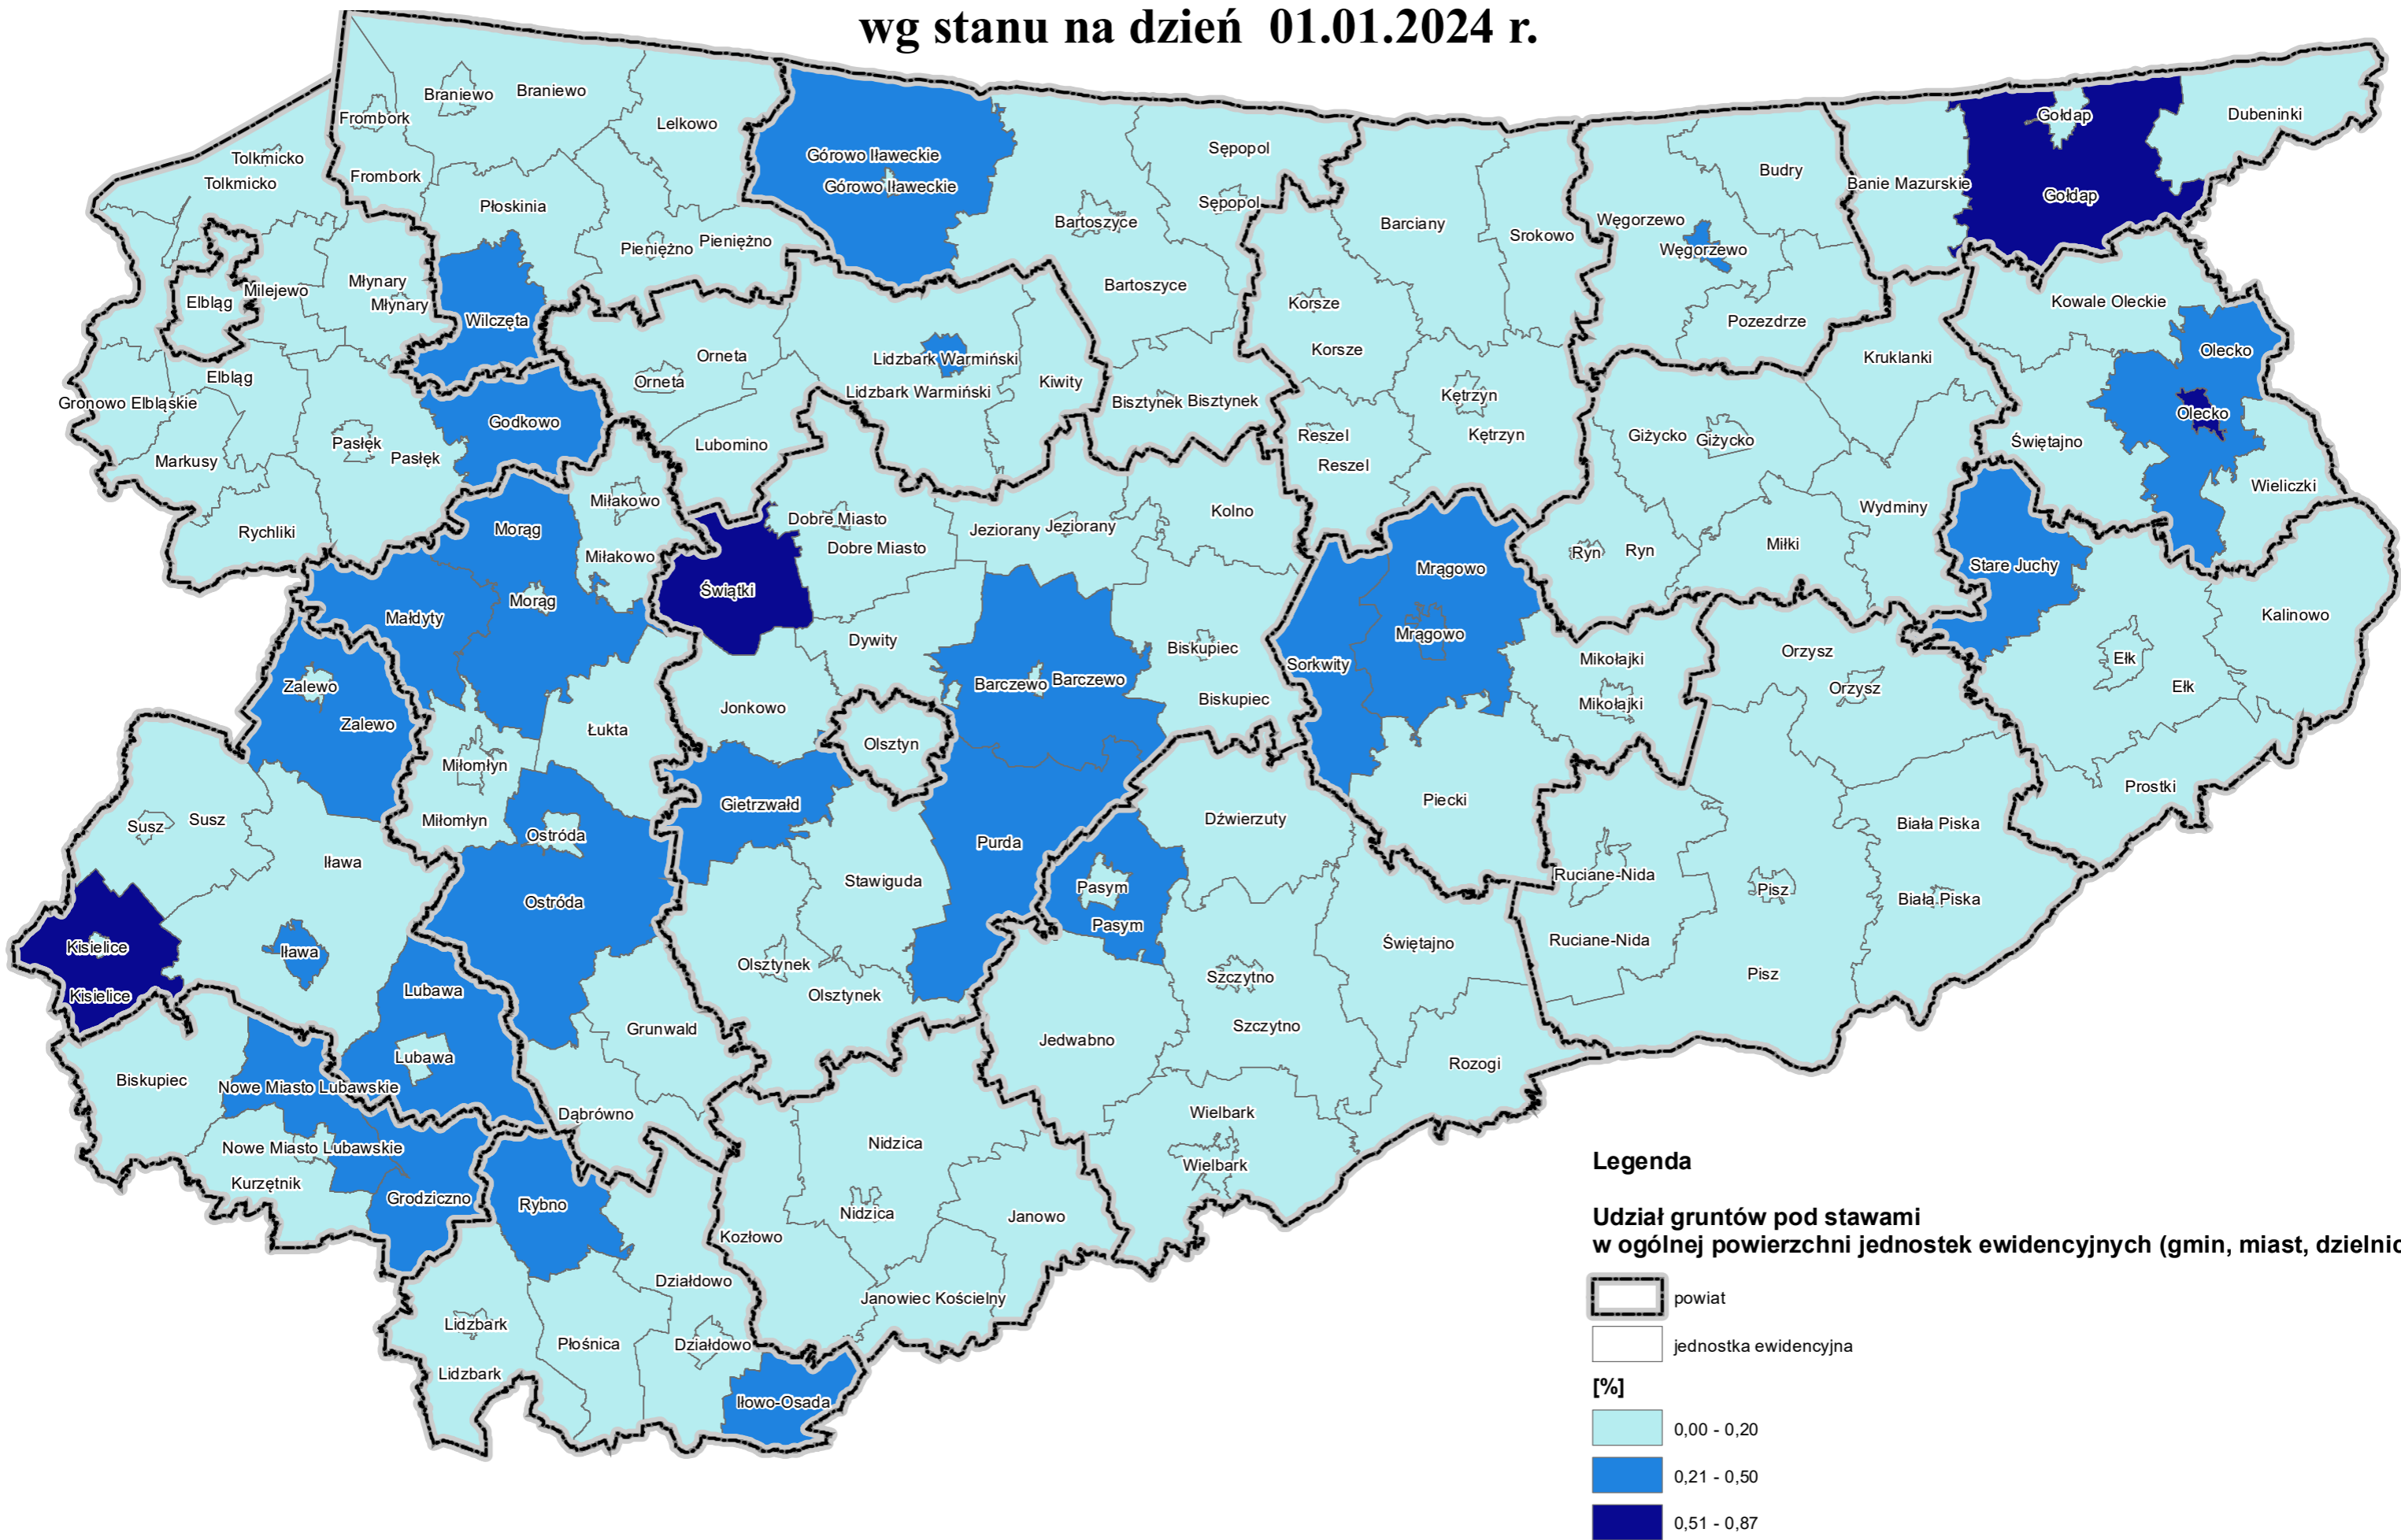 wg stanu na dzień 01.01.2024 r.
Braniewo
Braniewo
Frombork
Lelkowo
Tolkmicko
Tolkmicko
Frombork
Płoskinia
Pieniężno
Pieniężno
Górowo Iławeckie
Górowo Iławeckie
Sępopol
Sępopol
Bartoszyce
Bartoszyce
Barciany
Srokowo
Budry
Węgorzewo
Węgorzewo
Banie Mazurskie
Gołdap
Gołdap
Dubeninki
Elbląg
Milejewo
Młynary
Młynary
Wilczęta
Orneta
Orneta
Lidzbark Warmiński
Lidzbark Warmiński
Kiwity
Korsze
Korsze
Pozezdrze
Kowale Oleckie
Kruklanki
Olecko
Olecko
Elbląg
Gronowo Elbląskie
Godkowo
Pasłęk
Pasłęk
Markusy
Lubomino
Bisztynek
Bisztynek
Kętrzyn
Kętrzyn
Reszel
Reszel
Giżycko
Giżycko
Świętajno
Wieliczki
Rychliki
Morąg
Miłakowo
Miłakowo
Dobre Miasto
Dobre Miasto
Jeziorany
Jeziorany
Kolno
Wydminy
Miłki
Ryn
Ryn
Stare Juchy
Mrągowo
Mrągowo
Małdyty
Morąg
Świątki
Dywity
Biskupiec
Biskupiec
Sorkwity
Mikołajki
Mikołajki
Orzysz
Orzysz
Kalinowo
Ełk
Ełk
Zalewo
Zalewo
Barczewo
Barczewo
Jonkowo
Olsztyn
Łukta
Miłomłyn
Miłomłyn
Prostki
Piecki
Gietrzwałd
Susz
Susz
Iława
Ostróda
Purda
Dźwierzuty
Biała Piska
Biała Piska
Ruciane-Nida
Ruciane-Nida
Pisz
Pisz
Stawiguda
Pasym
Pasym
Ostróda
Kisielice
Kisielice
Iława
Lubawa
Lubawa
Olsztynek
Olsztynek
Szczytno
Szczytno
Świętajno
Grunwald
Jedwabno
Rozogi
Biskupiec
Nowe Miasto Lubawskie
Nowe Miasto Lubawskie
Dąbrówno
Wielbark
Wielbark
Nidzica
Nidzica
Kurzętnik
Grodziczno
Rybno
Janowo
Kozłowo
Działdowo
Działdowo
Janowiec Kościelny
Lidzbark
Lidzbark
Płośnica
Iłowo-Osada
Legenda
Udział gruntów pod stawami
w ogólnej powierzchni jednostek ewidencyjnych (gmin, miast, dzielnic
powiat
jednostka ewidencyjna
[%]
0,00 - 0,20
0,21 - 0,50
0,51 - 0,87